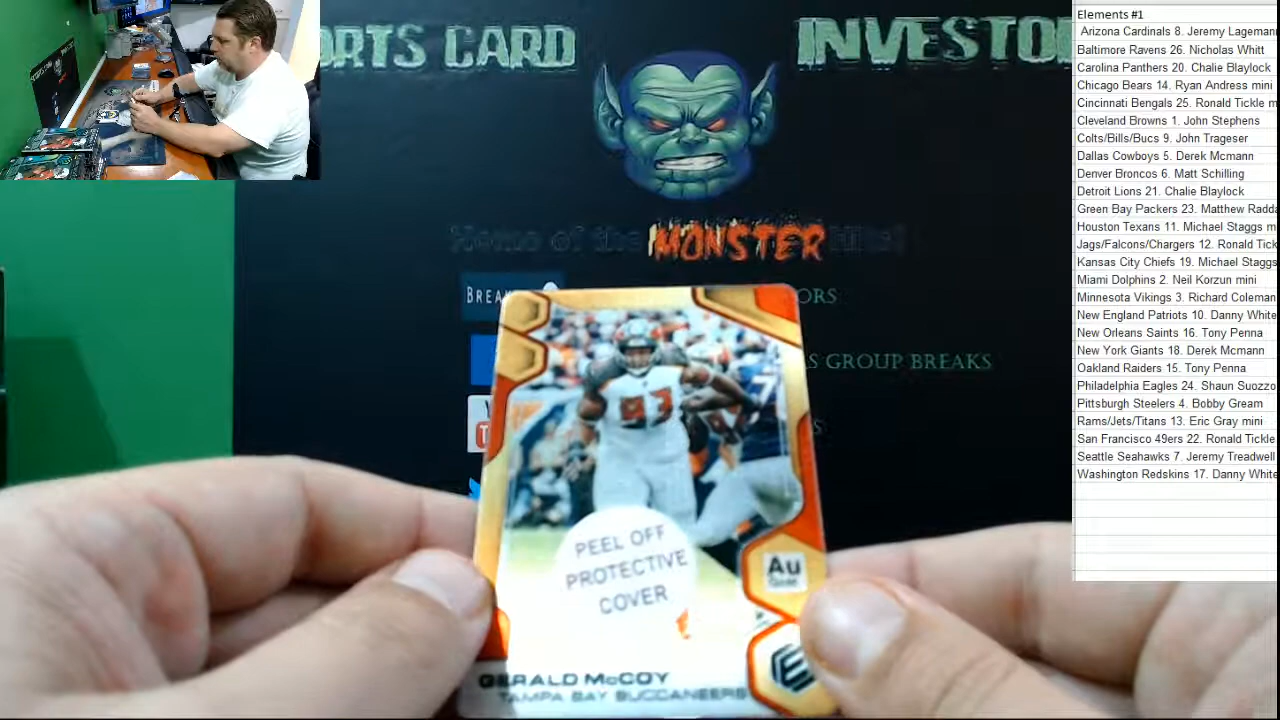 ORTS CARD INVESTO
Home of the MONSTER Hits!
BREA
ORS
S GROUP BREAKS
S
93
PEEL OFF
PROTECTIVE
COVER
Au
GERALD McCOY
TAMPA BAY BUCCANEERS
Elements #1
Arizona Cardinals 8. Jeremy Lageman
Baltimore Ravens 26. Nicholas Whitt
Carolina Panthers 20. Chalie Blaylock
Chicago Bears 14. Ryan Andress mini
Cincinnati Bengals 25. Ronald Tickle m
Cleveland Browns 1. John Stephens
Colts/Bills/Bucs 9. John Trageser
Dallas Cowboys 5. Derek Mcmann
Denver Broncos 6. Matt Schilling
Detroit Lions 21. Chalie Blaylock
Green Bay Packers 23. Matthew Radda
Houston Texans 11. Michael Staggs m
Jags/Falcons/Chargers 12. Ronald Tick
Kansas City Chiefs 19. Michael Staggs
Miami Dolphins 2. Neil Korzun mini
Minnesota Vikings 3. Richard Coleman
New England Patriots 10. Danny White
New Orleans Saints 16. Tony Penna
New York Giants 18. Derek Mcmann
Oakland Raiders 15. Tony Penna
Philadelphia Eagles 24. Shaun Suozzo
Pittsburgh Steelers 4. Bobby Gream
Rams/Jets/Titans 13. Eric Gray mini
San Francisco 49ers 22. Ronald Tickle
Seattle Seahawks 7. Jeremy Treadwell
Washington Redskins 17. Danny White